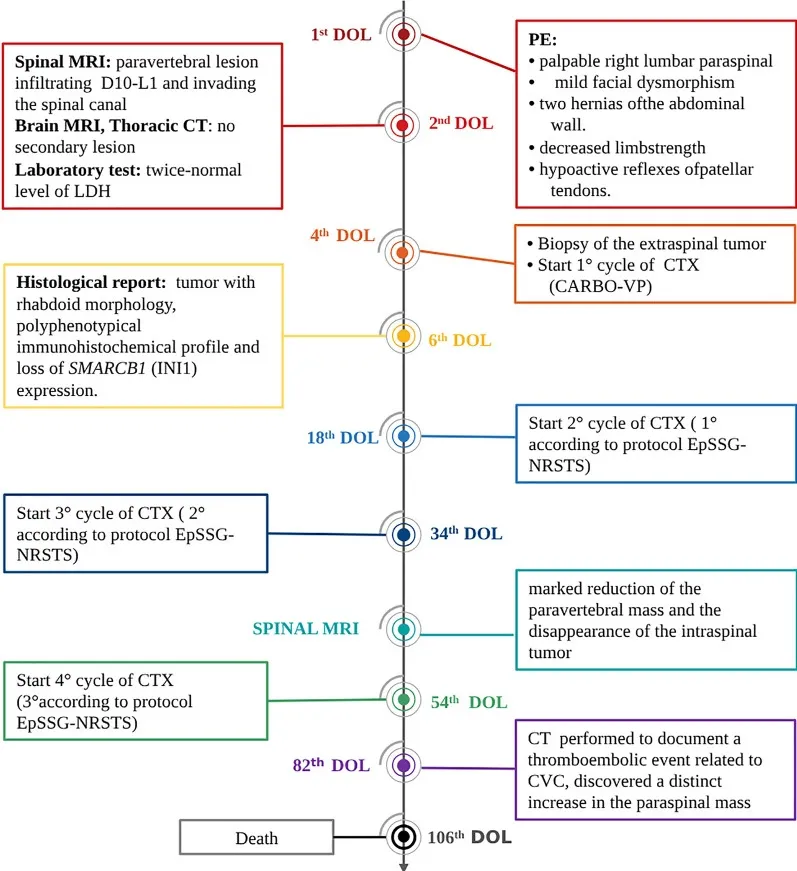 1st DOL
PE:
• palpable right lumbar paraspinal
• mild facial dysmorphism
• two hernias ofthe abdominal
wall.
• decreased limbstrength
• hypoactive reflexes ofpatellar
tendons.
Spinal MRI: paravertebral lesion
infiltrating D10-L1 and invading
the spinal canal
Brain MRI, Thoracic CT: no
secondary lesion
Laboratory test: twice-normal
level of LDH
2nd DOL
4th DOL
• Biopsy of the extraspinal tumor
• Start 1° cycle of CTX
(CARBO-VP)
Histological report: tumor with
rhabdoid morphology,
polyphenotypical
immunohistochemical profile and
loss of SMARCB1 (INI1)
expression.
6th DOL
18th DOL
Start 2° cycle of CTX ( 1°
according to protocol EpSSG-
NRSTS)
Start 3° cycle of CTX ( 2°
according to protocol EpSSG-
NRSTS)
34th DOL
SPINAL MRI
marked reduction of the
paravertebral mass and the
disappearance of the intraspinal
tumor
Start 4° cycle of CTX
(3°according to protocol
EpSSG-NRSTS)
54th DOL
82th DOL
CT performed to document a
thromboembolic event related to
CVC, discovered a distinct
increase in the paraspinal mass
Death
106th DOL